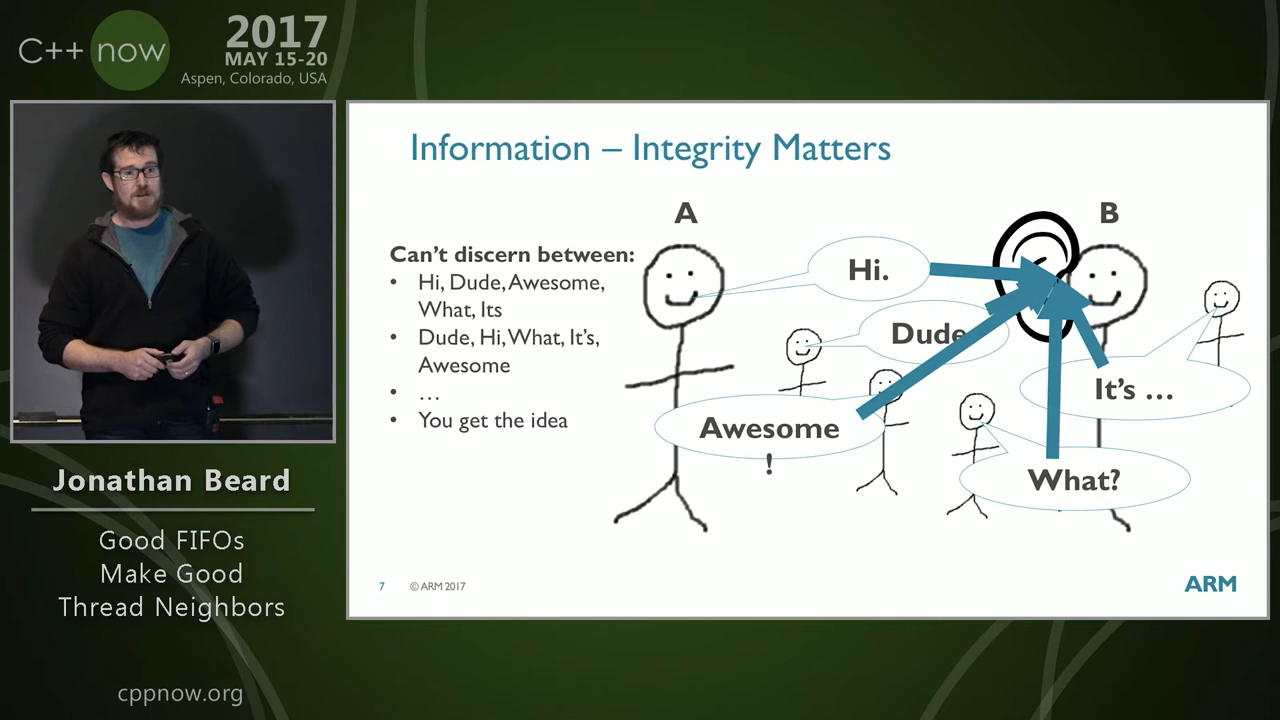 C++ now
2017
MAY 15-20
Aspen, Colorado, USA
Information – Integrity Matters
A
B
Can't discern between:
• Hi, Dude, Awesome,
What, Its
• Dude, Hi, What, It's,
Awesome
• …
• You get the idea
Hi.
Dude
Awesome
!
It's …
What?
7
© ARM 2017
ARM
Jonathan Beard
Good FIFOs
Make Good
Thread Neighbors
cppnow.org